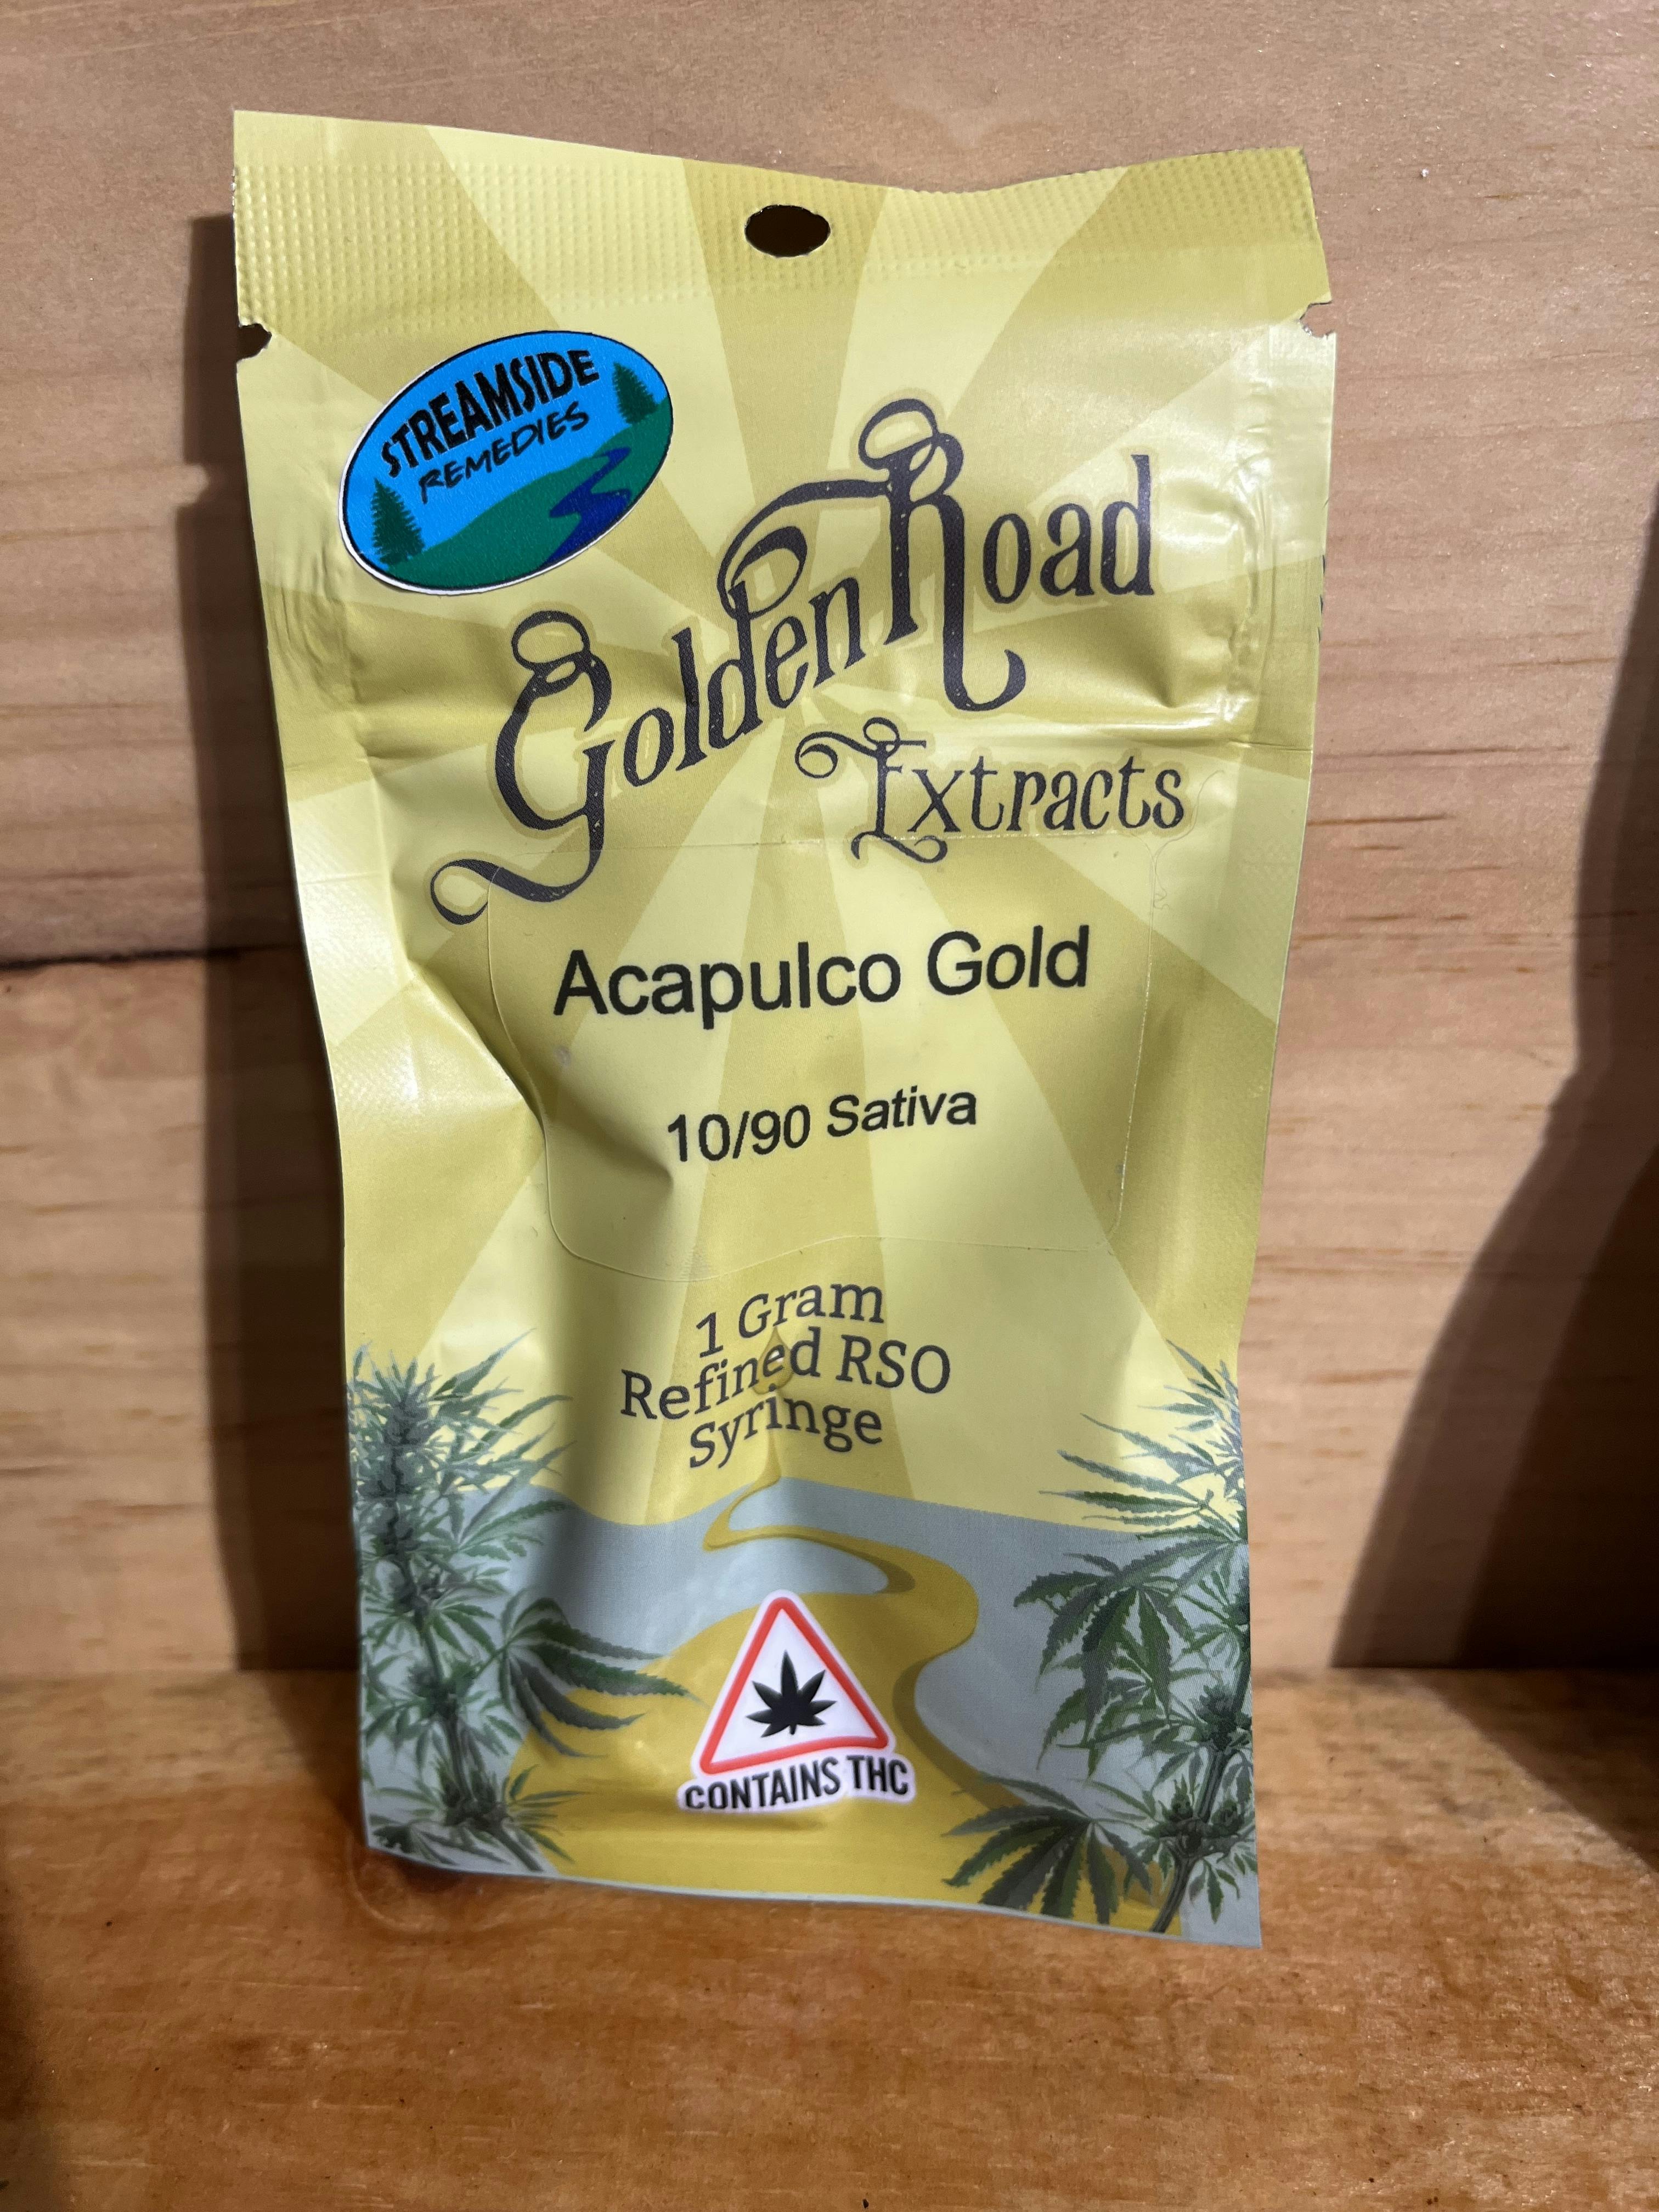 STREAMSIDE
REMEDIES
Golden Road
Extracts
Acapulco Gold
10/90 Sativa
1 Gram
Refined RSO
Syringe
CONTAINS THC